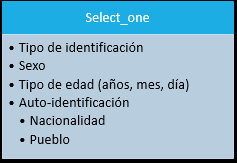 Select_one
• Tipo de identificación
• Sexo
• Tipo de edad (años, mes, día)
• Auto-identificación
• Nacionalidad
• Pueblo